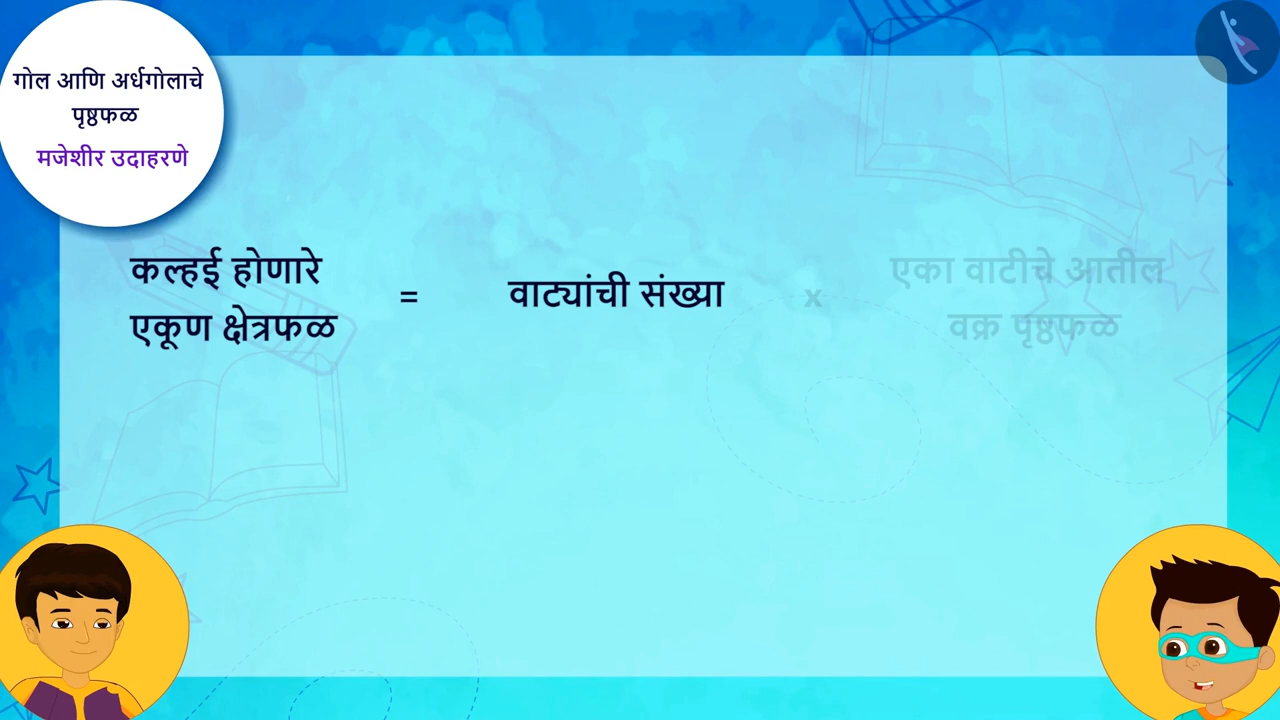 गोल आणि अर्धगोलाचे
पृष्ठफळ
मजेशीर उदाहरणे
कल्हई होणारे
एकूण क्षेत्रफळ
=
वाट्यांची संख्या
x
एका वाटीचे आतील
वक्र पृष्ठफळ